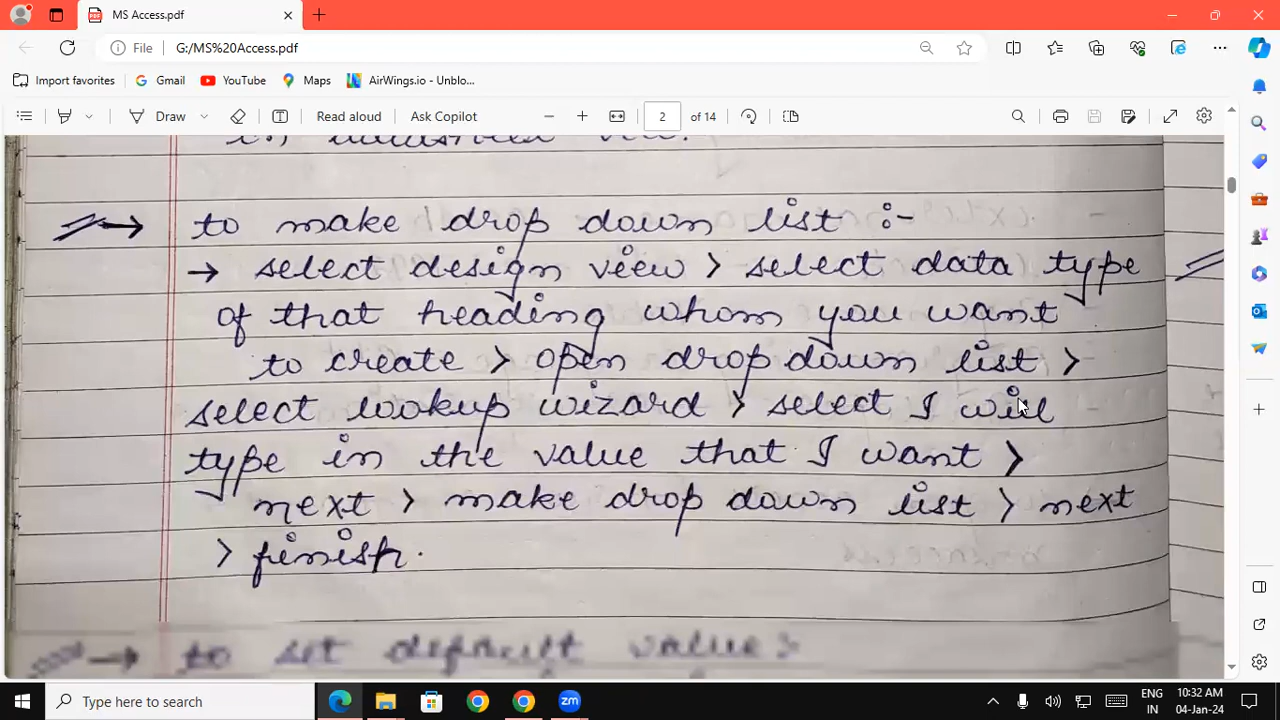 MS Access.pdf
File
G:/MS%20Access.pdf
Import favorites
Gmail
YouTube
Maps
AirWings.io - Unblo...
Draw
Read aloud
Ask Copilot
2
of 14
to make drop down list :-
→ select design view > select data type
of that heading whom you want
to create > open drop down list >
select lookup wizard > select I will
type in the value that I want >
next > make drop down list > next
> finish.
→ to set default value :
Type here to search
ENG
IN
10:32 AM
04-Jan-24